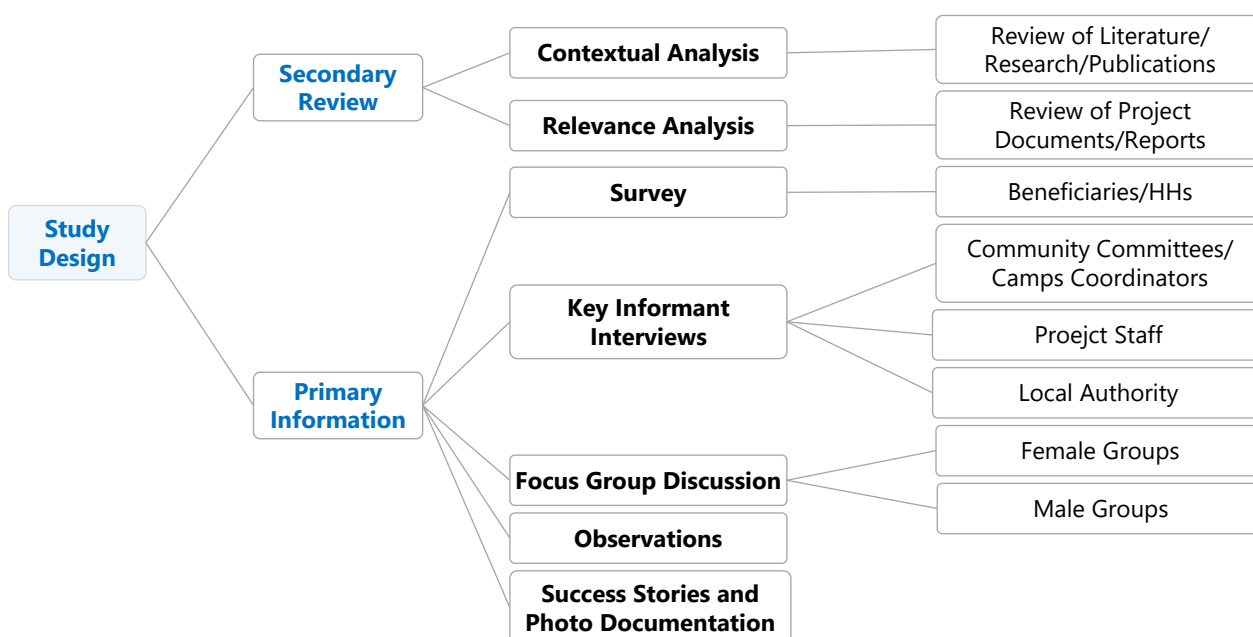 Study
Design
Secondary
Review
Primary
Information
Contextual Analysis
Relevance Analysis
Survey
Key Informant
Interviews
Focus Group Discussion
Observations
Success Stories and
Photo Documentation
Review of Literature/
Research/Publications
Review of Project
Documents/Reports
Beneficiaries/HHs
Community Committees/
Camps Coordinators
Proejct Staff
Local Authority
Female Groups
Male Groups